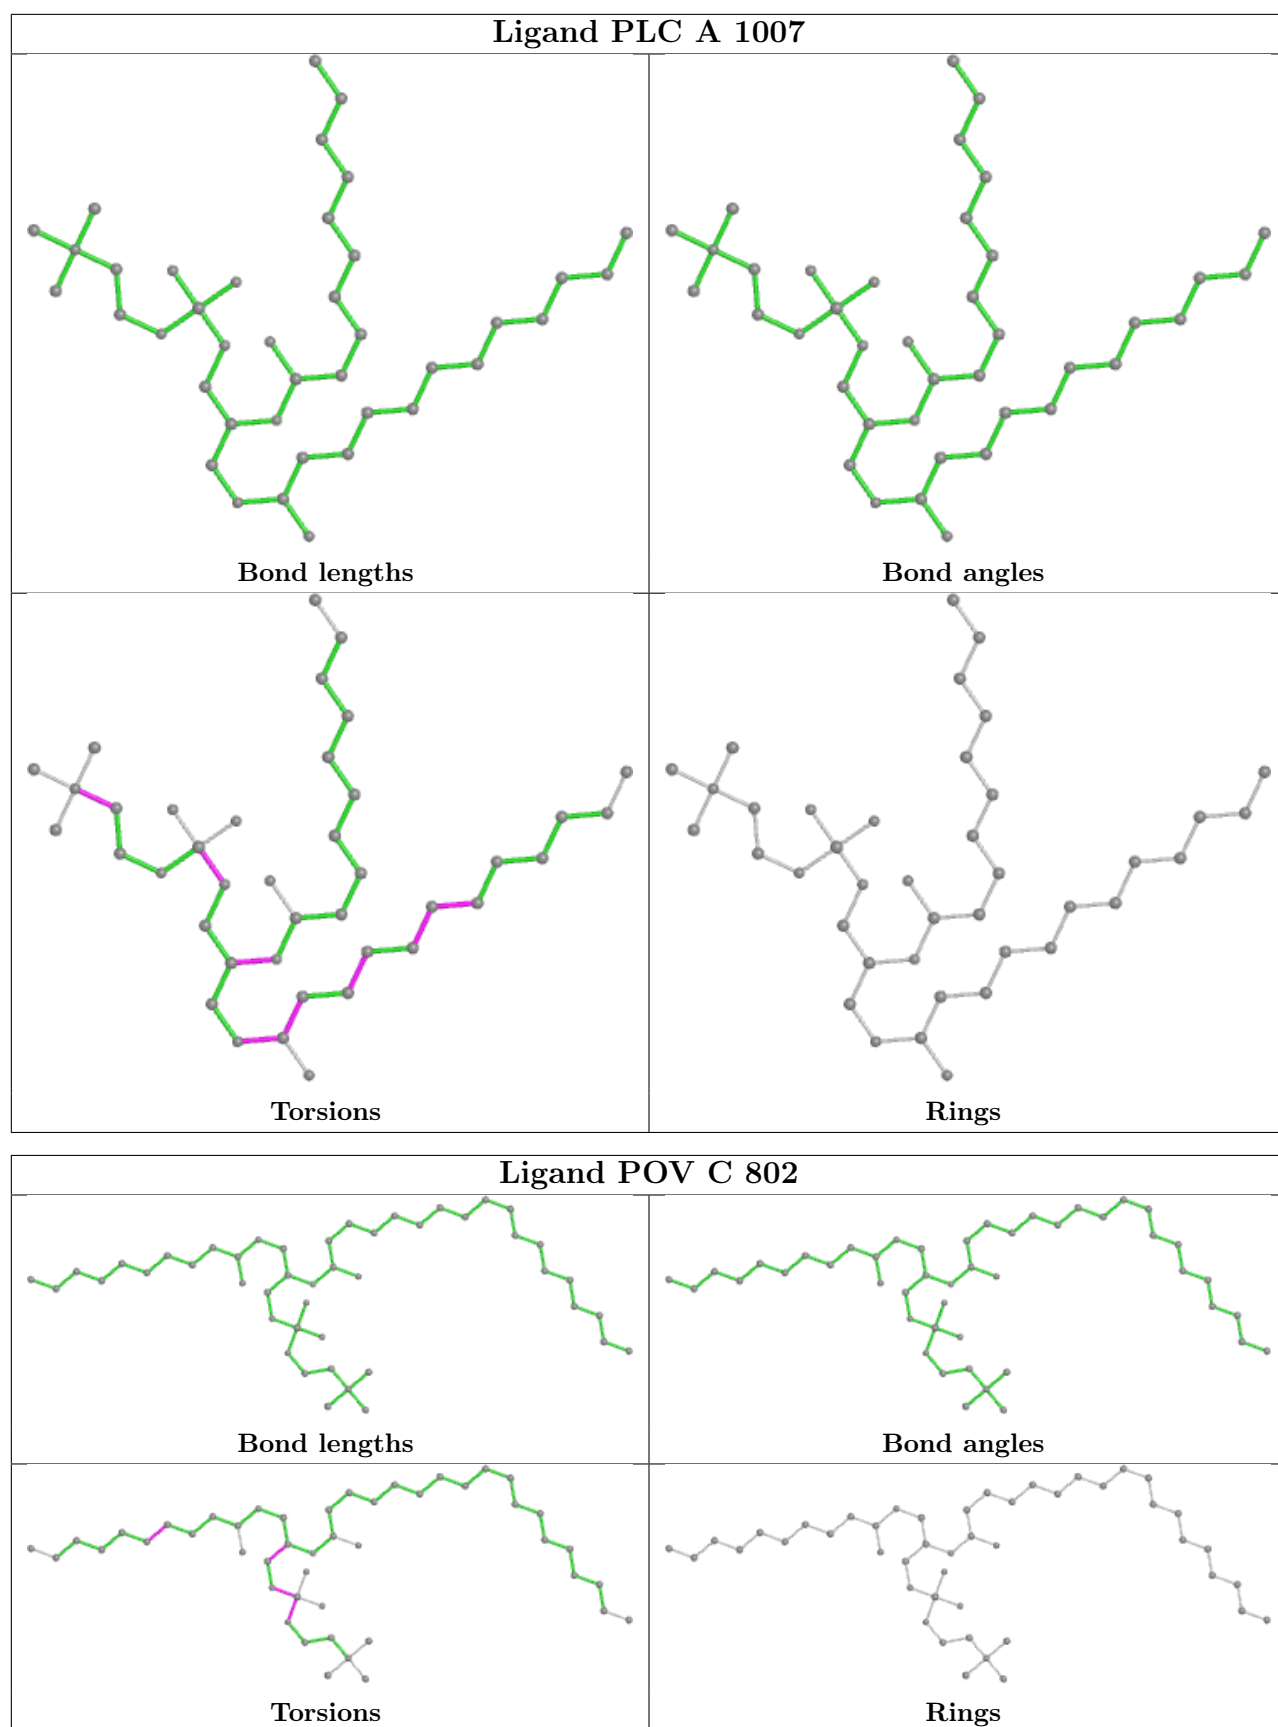 Ligand PLC A 1007
Bond lengths
Bond angles
Torsions
Rings
Ligand POV C 802
Bond lengths
Bond angles
Torsions
Rings